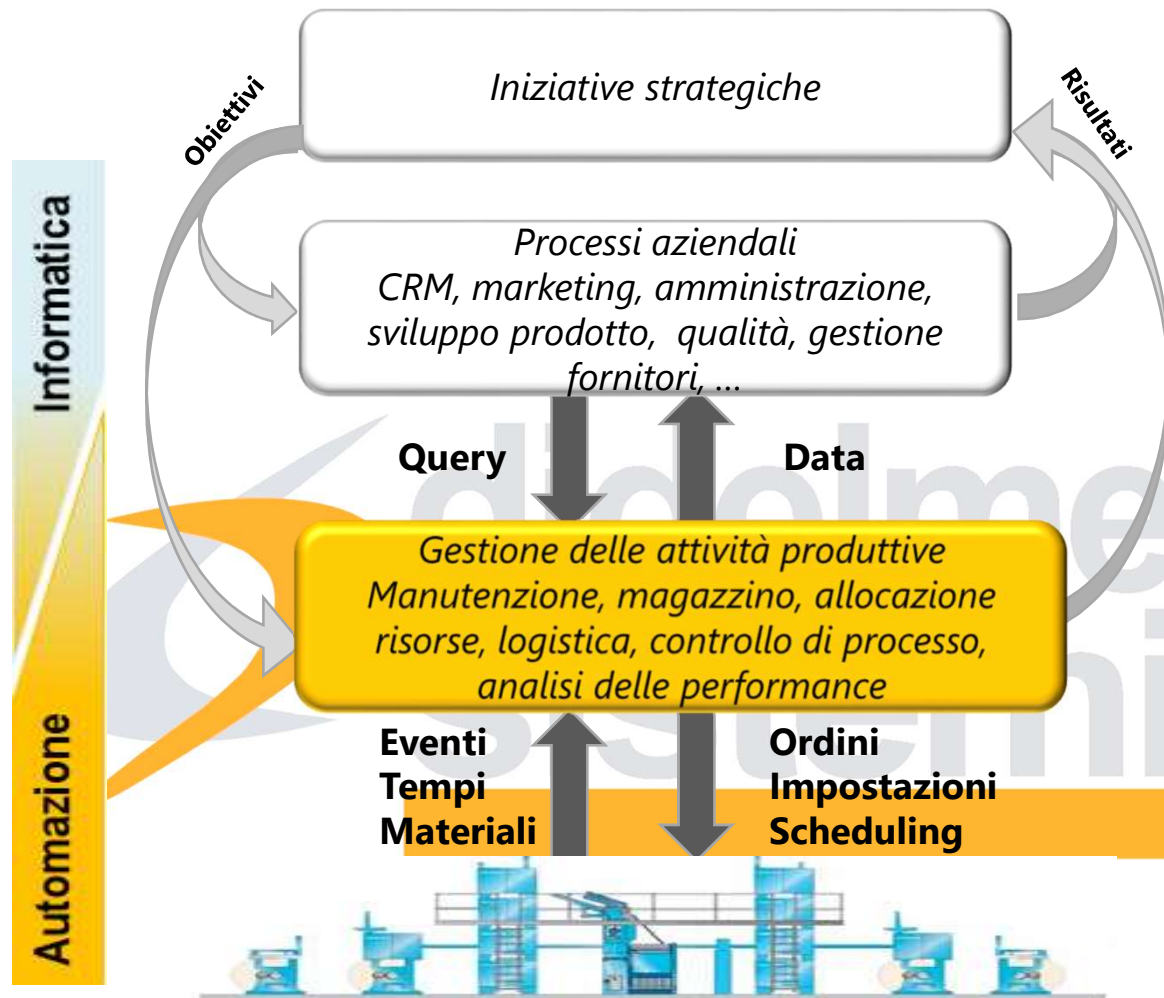 Obiettivi
Iniziative strategiche
Risultati
Informatica
Processi aziendali
CRM, marketing, amministrazione,
sviluppo prodotto, qualità, gestione
fornitori, ...
Query
Data
Gestione delle attività produttive
Manutenzione, magazzino, allocazione
risorse, logistica, controllo di processo,
analisi delle performance
Automazione
Eventi
Tempi
Materiali
Ordini
Impostazioni
Scheduling